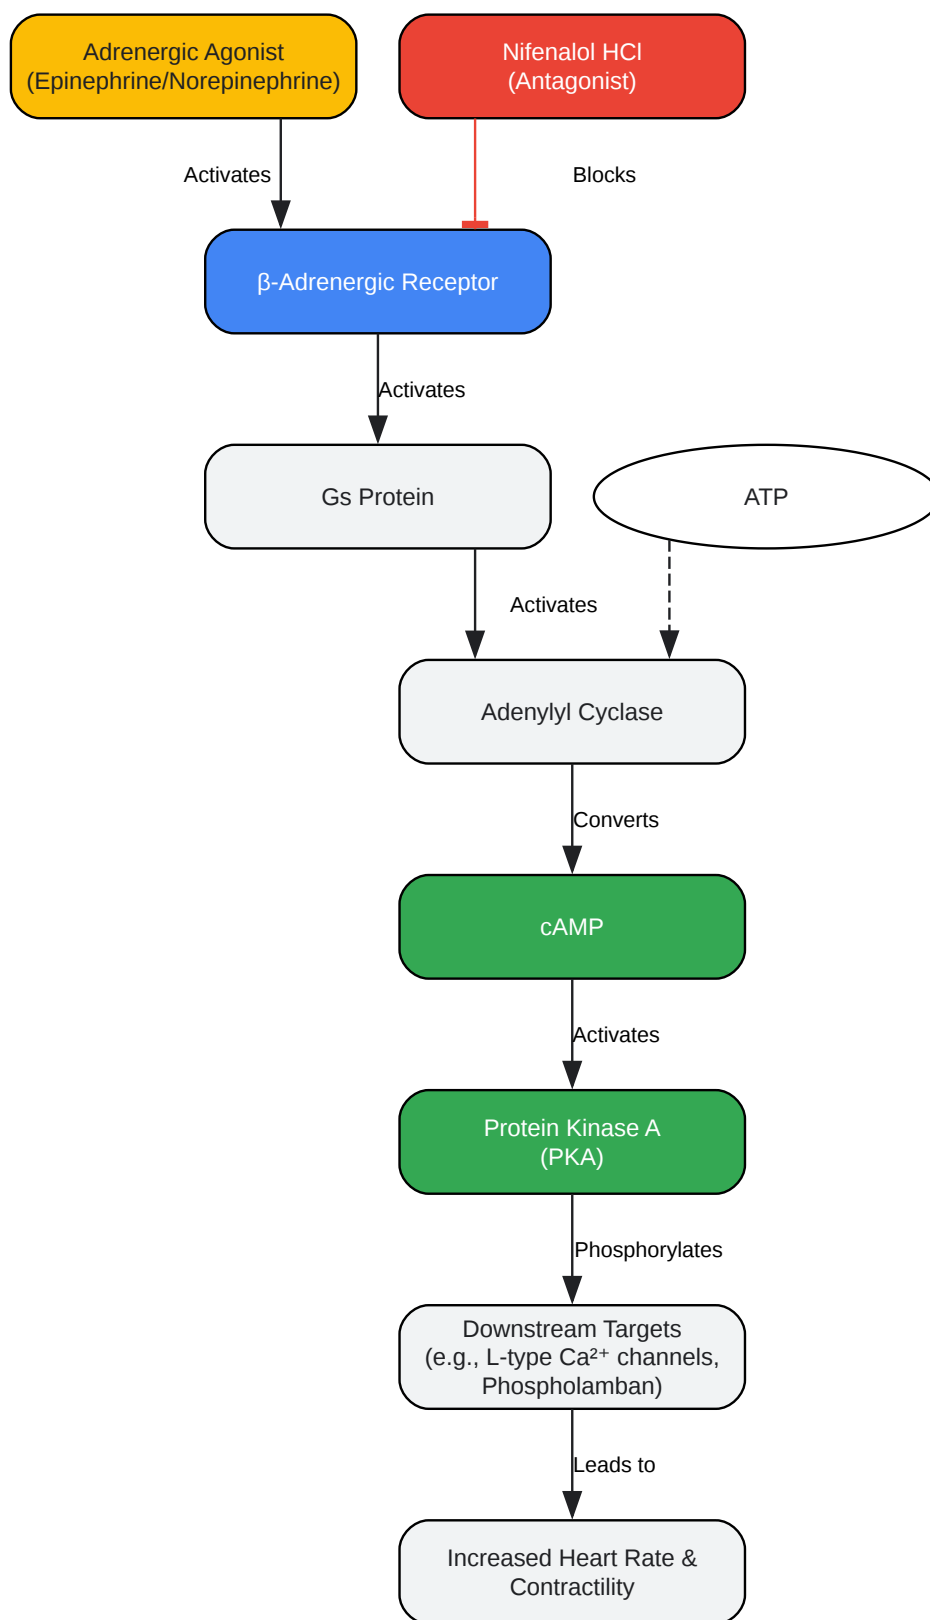 Adrenergic Agonist
(Epinephrine/Norepinephrine)
Nifenalol HCl
(Antagonist)
Activates
Blocks
β-Adrenergic Receptor
Activates
Gs Protein
ATP
Activates
Adenylyl Cyclase
Converts
cAMP
Activates
Protein Kinase A
(PKA)
Phosphorylates
Downstream Targets
(e.g., L-type Ca²⁺ channels,
Phospholamban)
Leads to
Increased Heart Rate &
Contractility